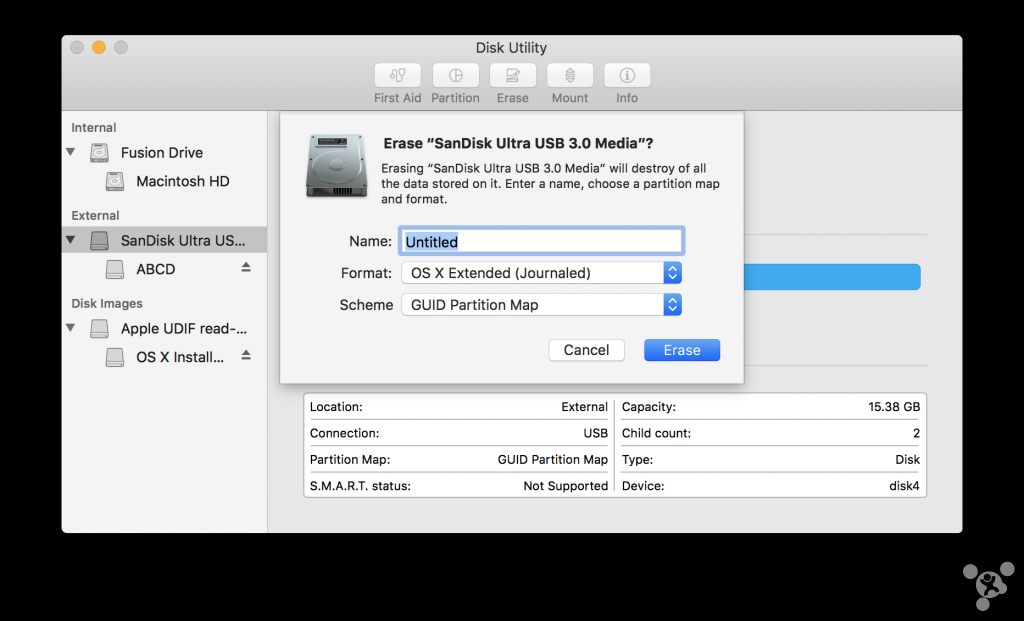 Disk Utility
First Aid
Partition
Erase
Mount
Info
Internal
Fusion Drive
Macintosh HD
External
SanDisk Ultra US...
ABCD
Disk Images
Apple UDIF read-...
OS X Install...
Erase “SanDisk Ultra USB 3.0 Media”?
Erasing “SanDisk Ultra USB 3.0 Media” will destroy of all
the data stored on it. Enter a name, choose a partition map
and format.
Name: Untitled
Format: OS X Extended (Journaled)
Scheme GUID Partition Map
Cancel
Erase
Location: External
Connection: USB
Partition Map: GUID Partition Map
S.M.A.R.T. status: Not Supported
Capacity: 15.38 GB
Child count: 2
Type: Disk
Device: disk4